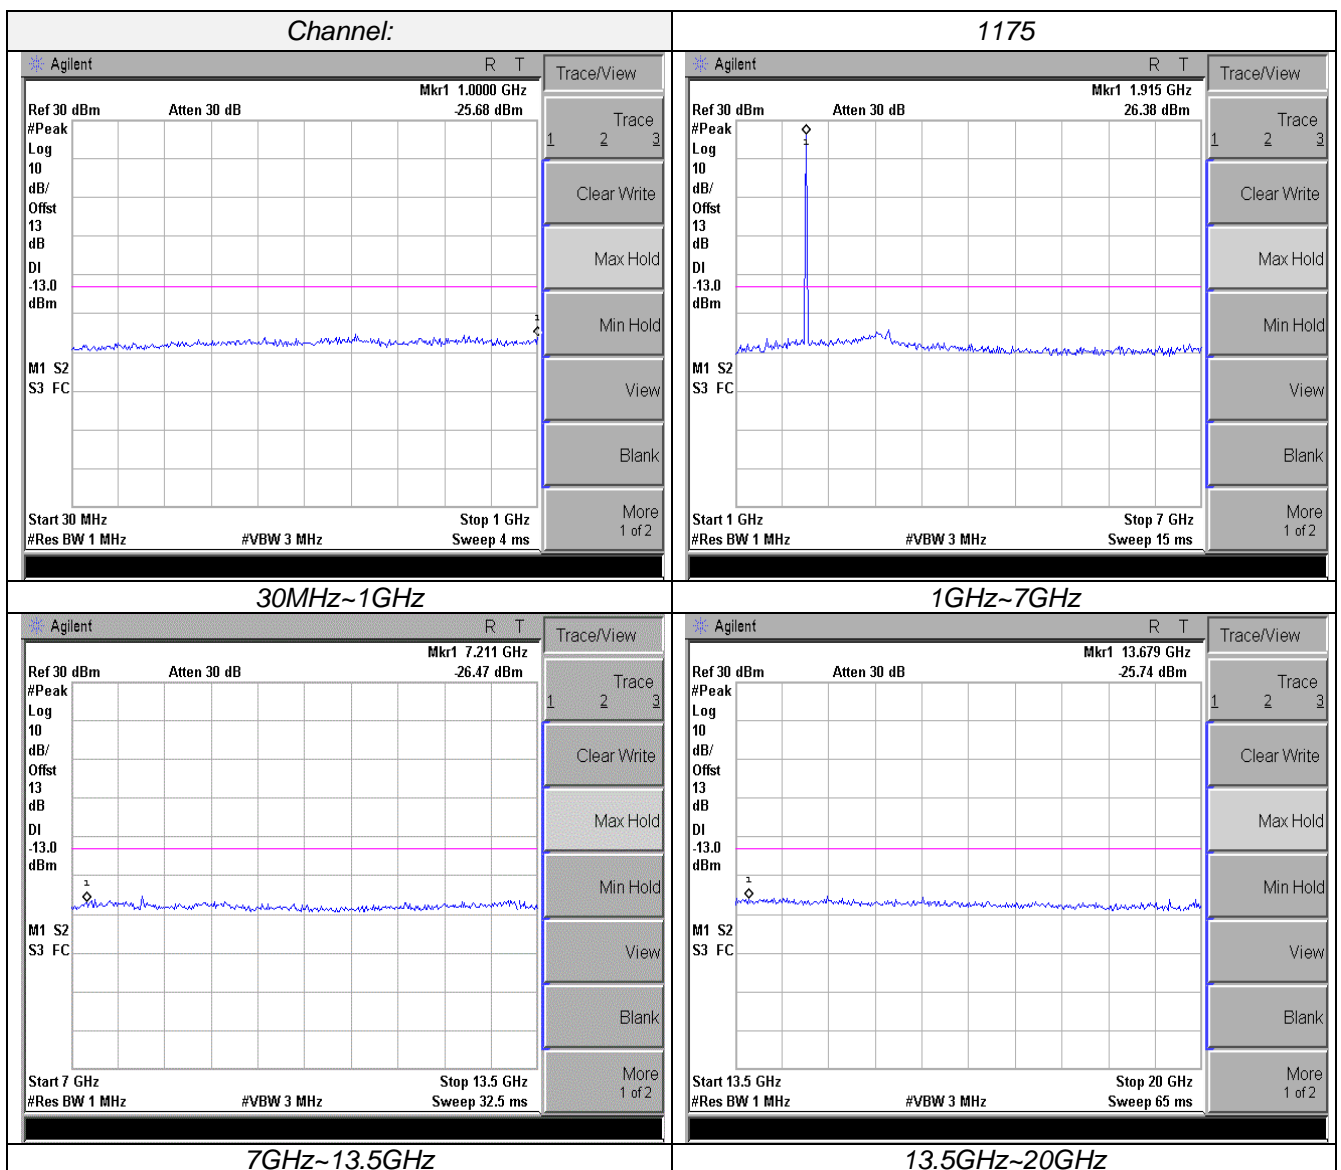 Channel:
1175
Agilent R T
Trace/View
Mkr1 1.0000 GHz
Ref 30 dBm Atten 30 dB -25.68 dBm
#Peak
Log
10
dB/
Offst
13
dB
DI
-13.0
dBm
M1 S2
S3 FC
1
Start 30 MHz Stop 1 GHz
#Res BW 1 MHz #VBW 3 MHz Sweep 4 ms
Trace
1 2 3
Clear Write
Max Hold
Min Hold
View
Blank
More
1 of 2
Agilent R T
Trace/View
Mkr1 1.915 GHz
Ref 30 dBm Atten 30 dB 26.38 dBm
#Peak
Log
10
dB/
Offst
13
dB
DI
-13.0
dBm
M1 S2
S3 FC
1
Start 1 GHz Stop 7 GHz
#Res BW 1 MHz #VBW 3 MHz Sweep 15 ms
Trace
1 2 3
Clear Write
Max Hold
Min Hold
View
Blank
More
1 of 2
30MHz~1GHz
1GHz~7GHz
Agilent R T
Trace/View
Mkr1 7.211 GHz
Ref 30 dBm Atten 30 dB -26.47 dBm
#Peak
Log
10
dB/
Offst
13
dB
DI
-13.0
dBm
M1 S2
S3 FC
1
Start 7 GHz Stop 13.5 GHz
#Res BW 1 MHz #VBW 3 MHz Sweep 32.5 ms
Trace
1 2 3
Clear Write
Max Hold
Min Hold
View
Blank
More
1 of 2
Agilent R T
Trace/View
Mkr1 13.679 GHz
Ref 30 dBm Atten 30 dB -25.74 dBm
#Peak
Log
10
dB/
Offst
13
dB
DI
-13.0
dBm
M1 S2
S3 FC
1
Start 13.5 GHz Stop 20 GHz
#Res BW 1 MHz #VBW 3 MHz Sweep 65 ms
Trace
1 2 3
Clear Write
Max Hold
Min Hold
View
Blank
More
1 of 2
7GHz~13.5GHz
13.5GHz~20GHz